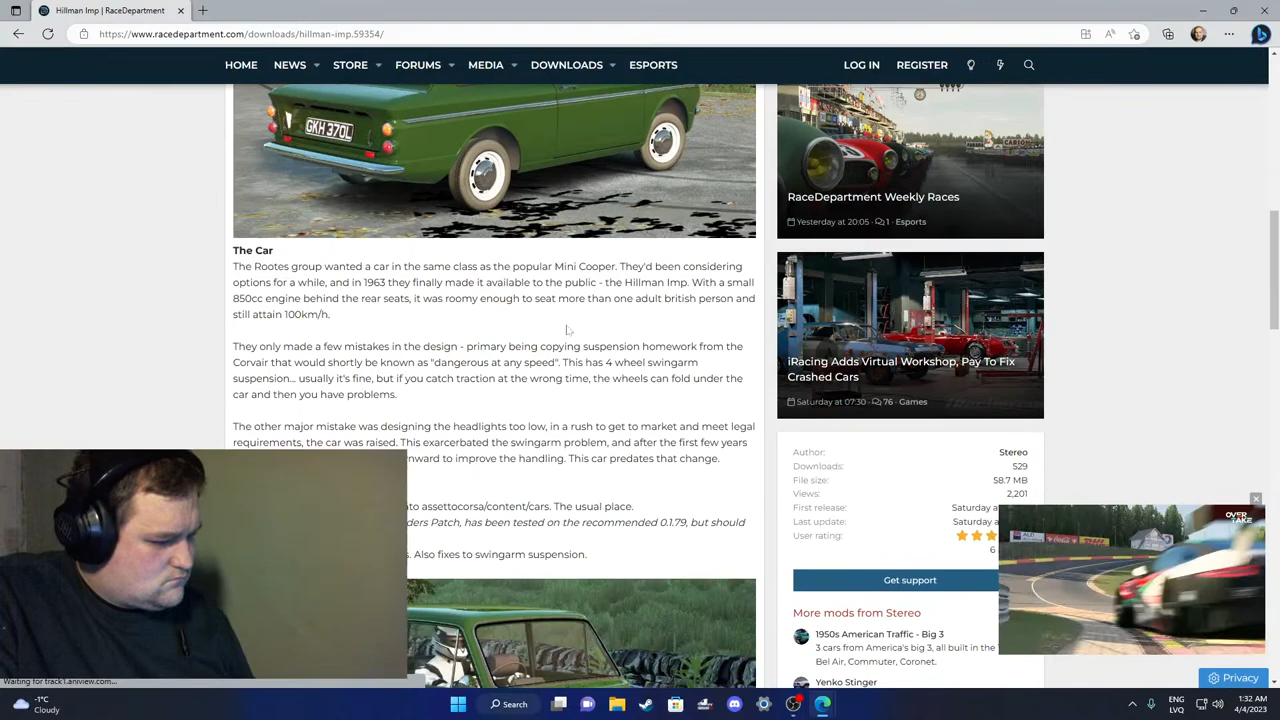 Hillman Imp | RaceDepartment
https://www.racedepartment.com/downloads/hillman-imp.59354/
HOME NEWS STORE FORUMS MEDIA DOWNLOADS ESPORTS LOG IN REGISTER
GKH 370L
The Car
The Rootes group wanted a car in the same class as the popular Mini Cooper. They'd been considering
options for a while, and in 1963 they finally made it available to the public - the Hillman Imp. With a small
850cc engine behind the rear seats, it was roomy enough to seat more than one adult british person and
still attain 100km/h.
They only made a few mistakes in the design - primary being copying suspension homework from the
Corvair that would shortly be known as "dangerous at any speed". This has 4 wheel swingarm
suspension... usually it's fine, but if you catch traction at the wrong time, the wheels can fold under the
car and then you have problems.
The other major mistake was designing the headlights too low, in a rush to get to market and meet legal
requirements, the car was raised. This exarcerbated the swingarm problem, and after the first few years
nward to improve the handling. This car predates that change.
to assettocorsa/content/cars. The usual place.
ders Patch, has been tested on the recommended 0.1.79, but should
s. Also fixes to swingarm suspension.
RaceDepartment Weekly Races
Yesterday at 20:05 · 1 · Esports
iRacing Adds Virtual Workshop, Pay To Fix
Crashed Cars
Saturday at 07:30 · 76 · Games
Author: Stereo
Downloads: 529
File size: 58.7 MB
Views: 2,201
First release: Saturday a
Last update: Saturday a
User rating:
6
Get support
More mods from Stereo
1950s American Traffic - Big 3
3 cars from America's big 3, all built in the
Bel Air, Commuter, Coronet.
Yenko Stinger
OVER
TAKE
Privacy
Waiting for track1.aniview.com...
-1°C
Cloudy
Search
ENG
LVQ
1:32 AM
4/4/2023